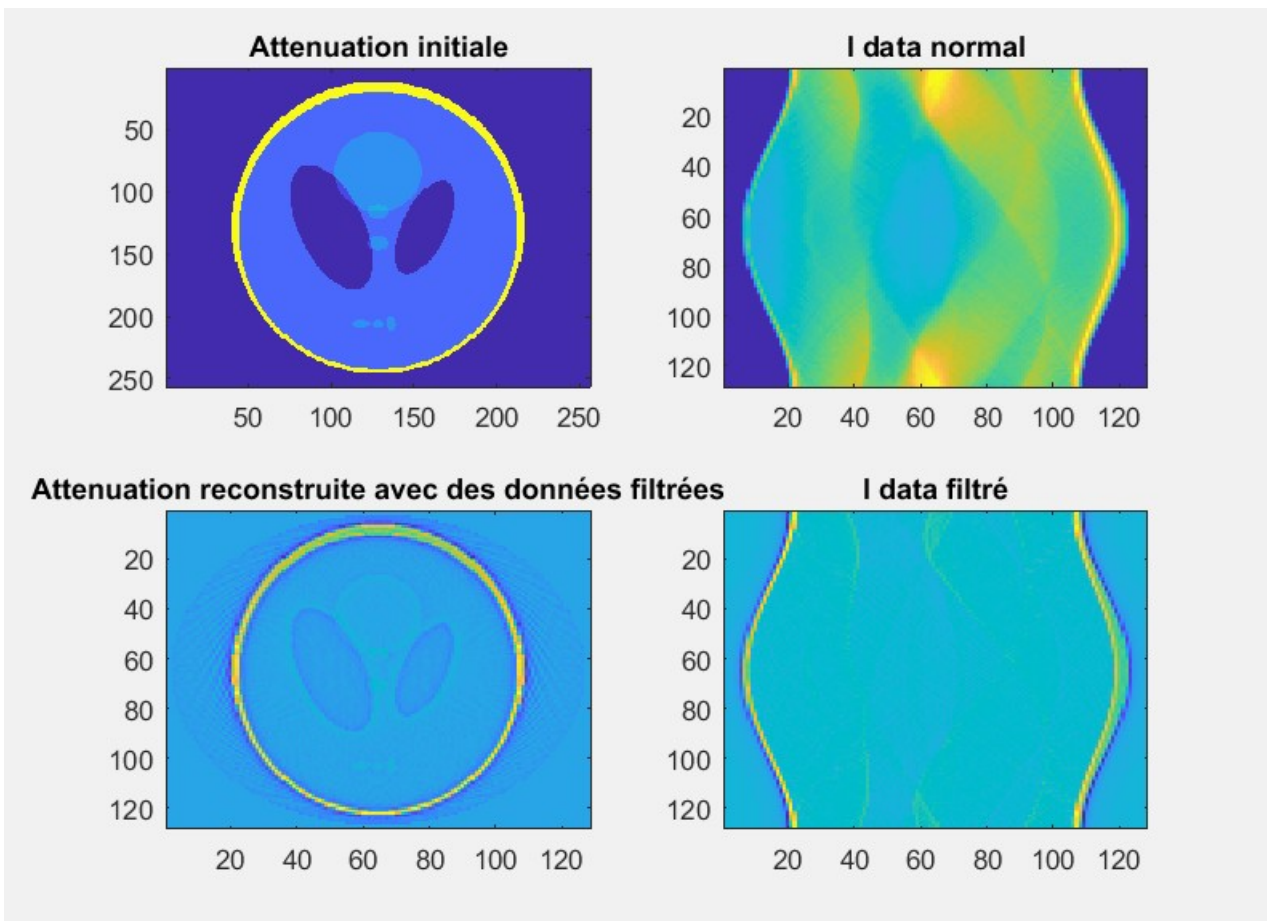 Attenuation initiale
50
100
150
200
250
50 100 150 200 250
I data normal
20
40
60
80
100
120
20 40 60 80 100 120
Attenuation reconstruite avec des données filtrées
20
40
60
80
100
120
20 40 60 80 100 120
I data filtré
20
40
60
80
100
120
20 40 60 80 100 120